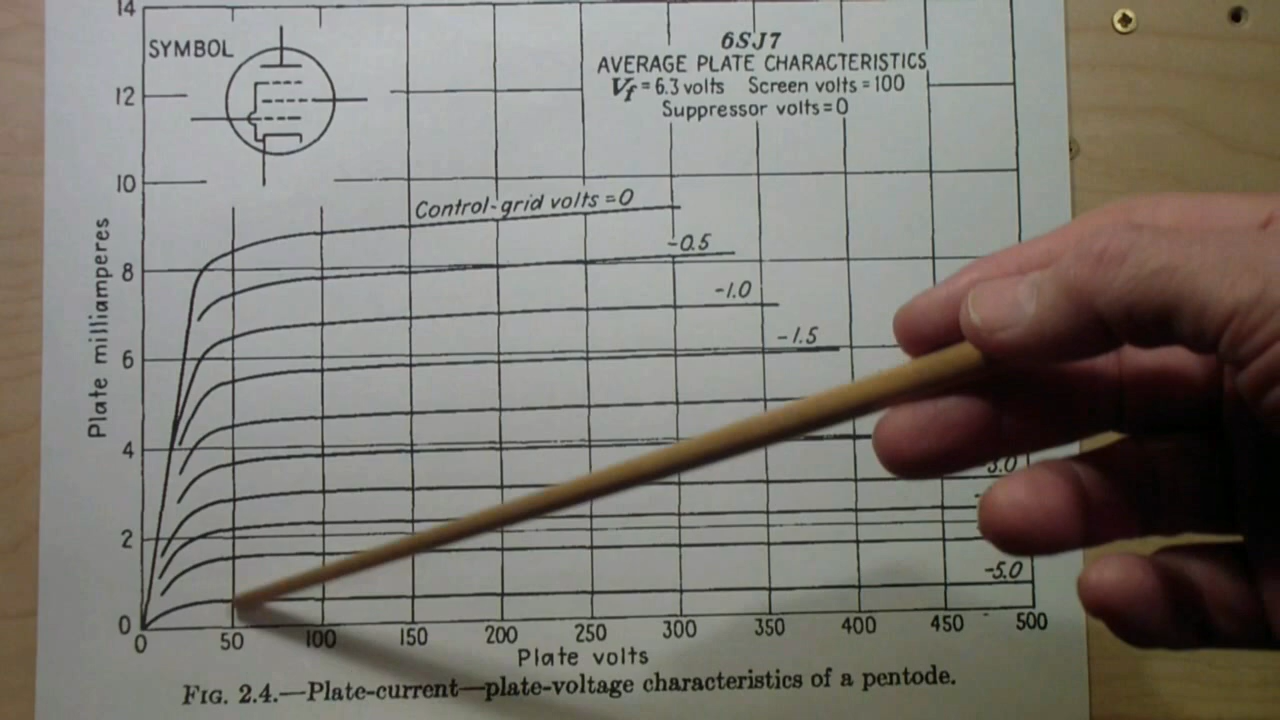 14
SYMBOL
6SJ7
AVERAGE PLATE CHARACTERISTICS
Vf = 6.3 volts Screen volts = 100
Suppressor volts = 0
12
10
Control-grid volts = 0
-0.5
8
-1.0
-1.5
6
4
3.0
2
-5.0
0
Plate milliamperes
0 50 100 150 200 250 300 350 400 450 500
Plate volts
FIG. 2.4.—Plate-current—plate-voltage characteristics of a pentode.